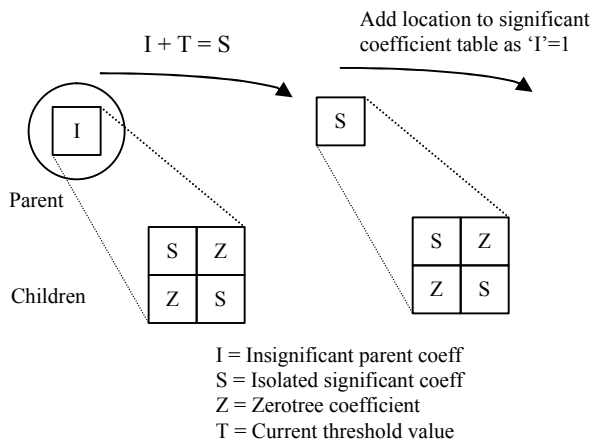 I + T = S
Add location to significant
coefficient table as ‘I’=1
I
S
Parent
S Z
Z S
S Z
Z S
Children
I = Insignificant parent coeff
S = Isolated significant coeff
Z = Zerotree coefficient
T = Current threshold value